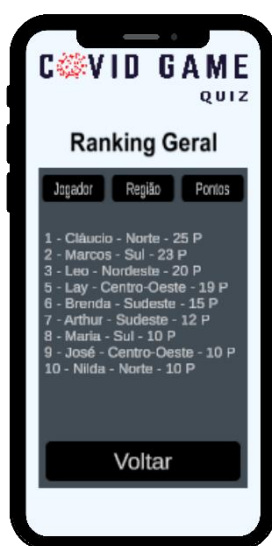 COVID GAME
QUIZ
Ranking Geral
Jogador Região Pontos
1 - Cláucio - Norte - 25 P
2 - Marcos - Sul - 23 P
3 - Leo - Nordeste - 20 P
5 - Lay - Centro-Oeste - 19 P
6 - Brenda - Sudeste - 15 P
7 - Arthur - Sudeste - 12 P
8 - Maria - Sul - 10 P
9 - José - Centro-Oeste - 10 P
10 - Nilda - Norte - 10 P
Voltar